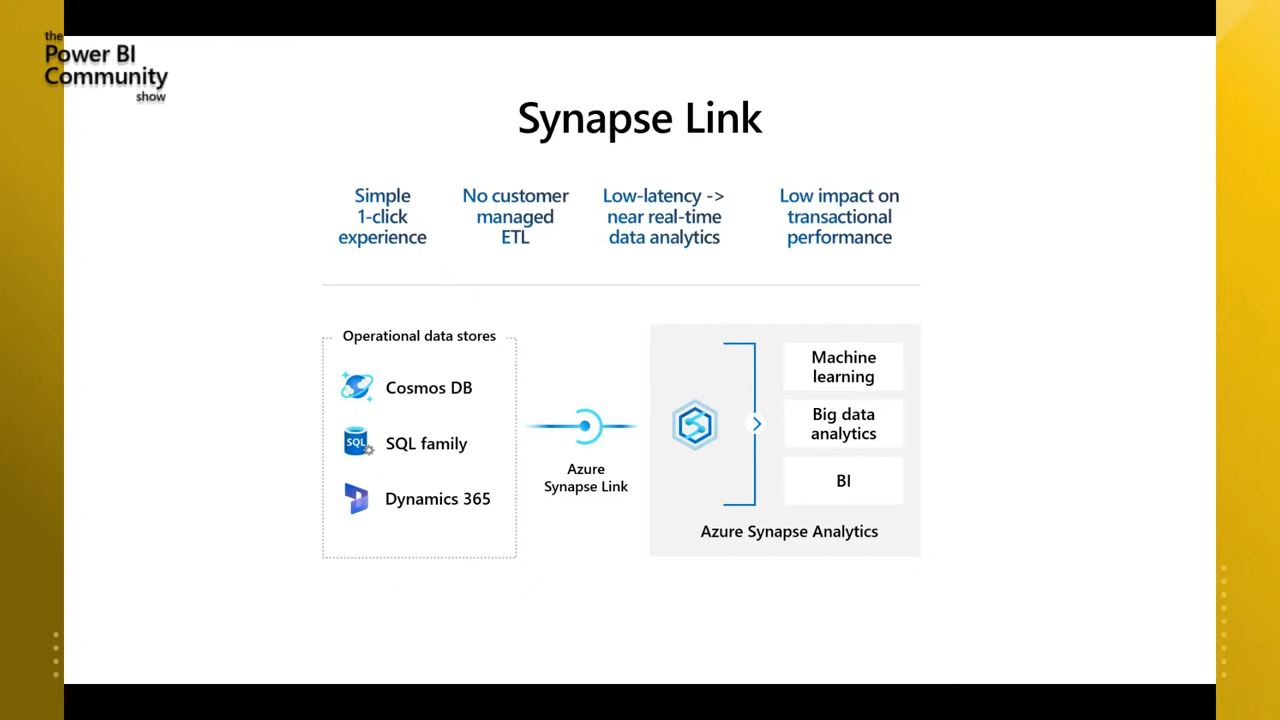 the
Power BI
Community
show
Synapse Link
Simple
1-click
experience
No customer
managed
ETL
Low-latency ->
near real-time
data analytics
Low impact on
transactional
performance
Operational data stores
Cosmos DB
SQL
SQL family
Dynamics 365
Azure
Synapse Link
Machine
learning
Big data
analytics
BI
Azure Synapse Analytics